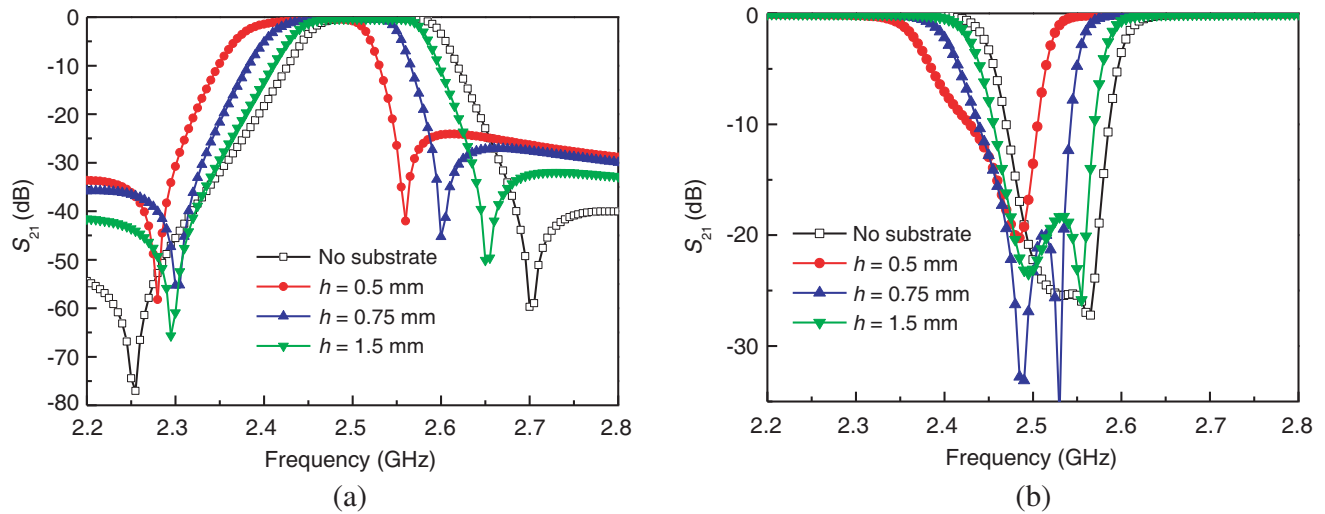 0
-10
-20
-30
-40
-50
-60
-70
-80
S21 (dB)
No substrate
h = 0.5 mm
h = 0.75 mm
h = 1.5 mm
2.2 2.3 2.4 2.5 2.6 2.7 2.8
Frequency (GHz)
(a)
0
-10
-20
-30
S21 (dB)
No substrate
h = 0.5 mm
h = 0.75 mm
h = 1.5 mm
2.2 2.3 2.4 2.5 2.6 2.7 2.8
Frequency (GHz)
(b)